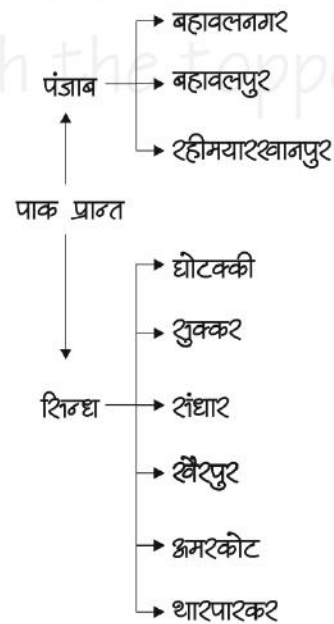 बहावलनगर
पंजाब
बहावलपुर
रहीमयारखानपुर
पाक प्रान्त
घोटक्की
सुक्कर
सिन्ध
संधार
खैरपुर
अमरकोट
थारपारकर